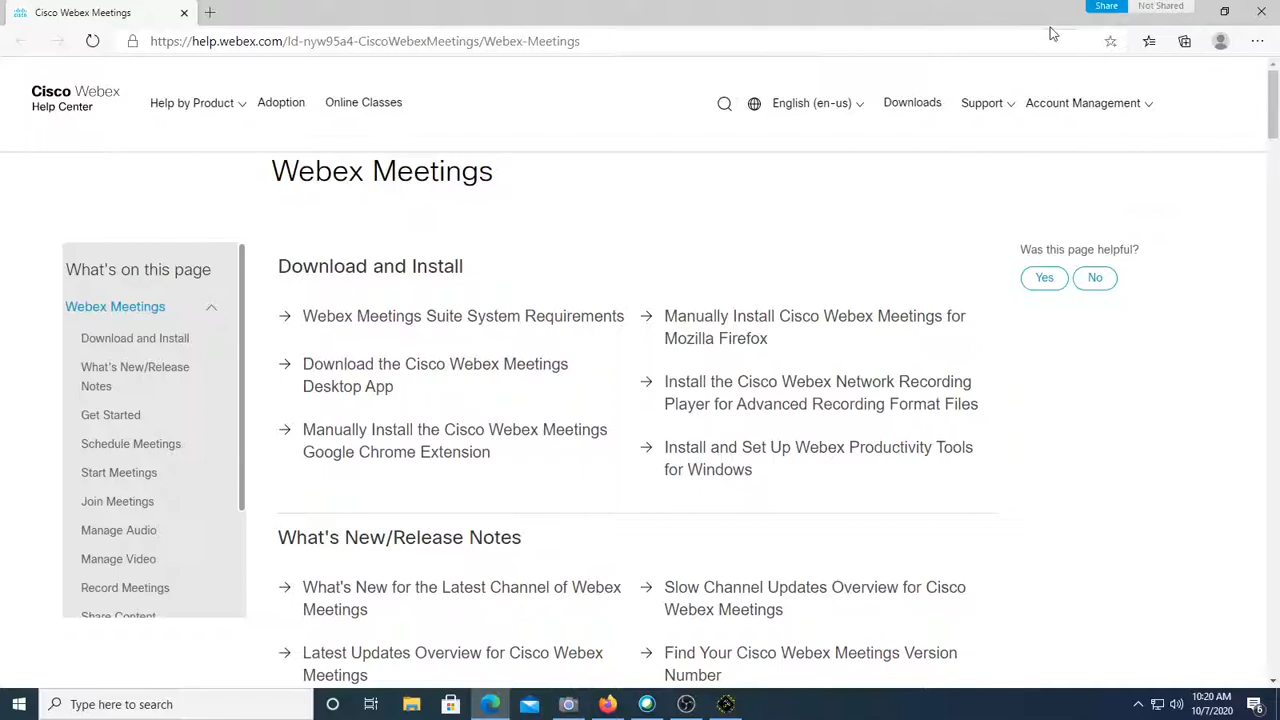 Cisco Webex Meetings
Share
Not Shared
https://help.webex.com/ld-nyw95a4-CiscoWebexMeetings/Webex-Meetings
Cisco Webex
Help Center
Help by Product
Adoption
Online Classes
English (en-us)
Downloads
Support
Account Management
Webex Meetings
What's on this page
Webex Meetings
Download and Install
What's New/Release
Notes
Get Started
Schedule Meetings
Start Meetings
Join Meetings
Manage Audio
Manage Video
Record Meetings
Share Content
Download and Install
Webex Meetings Suite System Requirements
Download the Cisco Webex Meetings
Desktop App
Manually Install the Cisco Webex Meetings
Google Chrome Extension
Manually Install Cisco Webex Meetings for
Mozilla Firefox
Install the Cisco Webex Network Recording
Player for Advanced Recording Format Files
Install and Set Up Webex Productivity Tools
for Windows
Was this page helpful?
Yes
No
What's New/Release Notes
What's New for the Latest Channel of Webex
Meetings
Latest Updates Overview for Cisco Webex
Meetings
Slow Channel Updates Overview for Cisco
Webex Meetings
Find Your Cisco Webex Meetings Version
Number
Type here to search
10:20 AM
10/7/2020
6